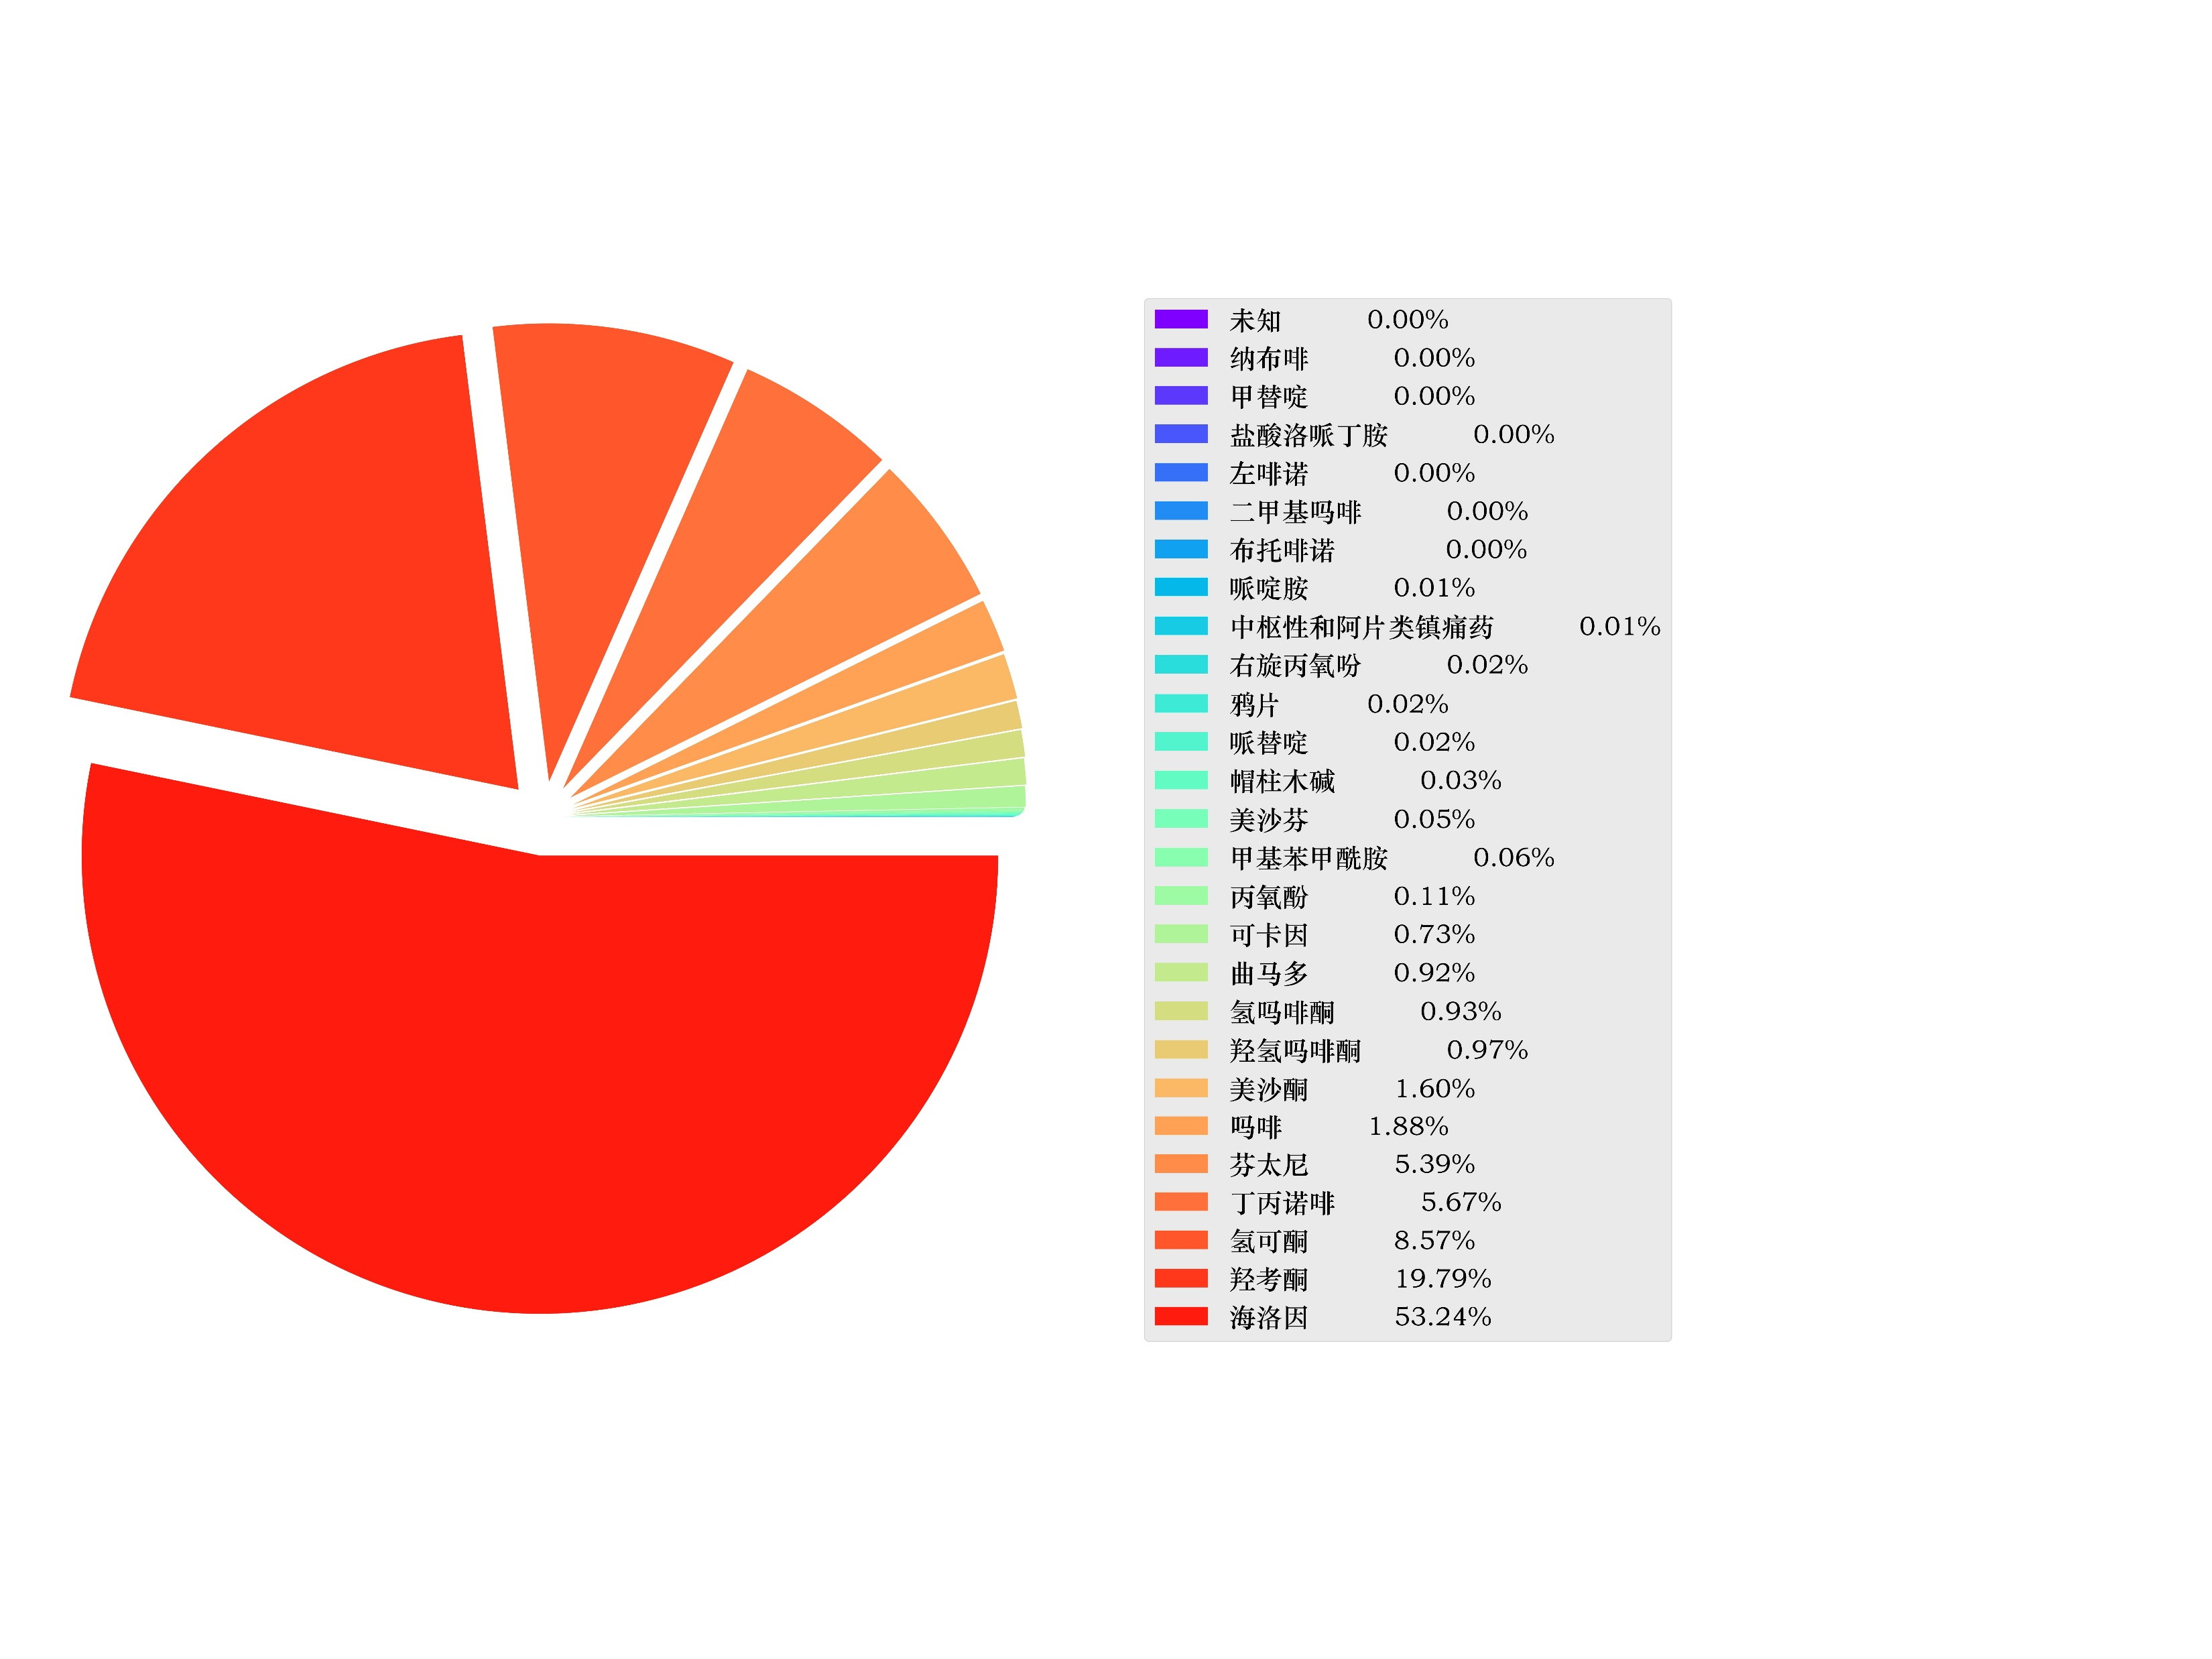 未知 0.00%
纳布啡 0.00%
甲替啶 0.00%
盐酸洛哌丁胺 0.00%
左啡诺 0.00%
二甲基吗啡 0.00%
布托啡诺 0.00%
哌啶胺 0.01%
中枢性和阿片类镇痛药 0.01%
右旋丙氧吩 0.02%
鸦片 0.02%
哌替啶 0.02%
帽柱木碱 0.03%
美沙芬 0.05%
甲基苯甲酰胺 0.06%
丙氧酚 0.11%
可卡因 0.73%
曲马多 0.92%
氢吗啡酮 0.93%
羟氢吗啡酮 0.97%
美沙酮 1.60%
吗啡 1.88%
芬太尼 5.39%
丁丙诺啡 5.67%
氢可酮 8.57%
羟考酮 19.79%
海洛因 53.24%